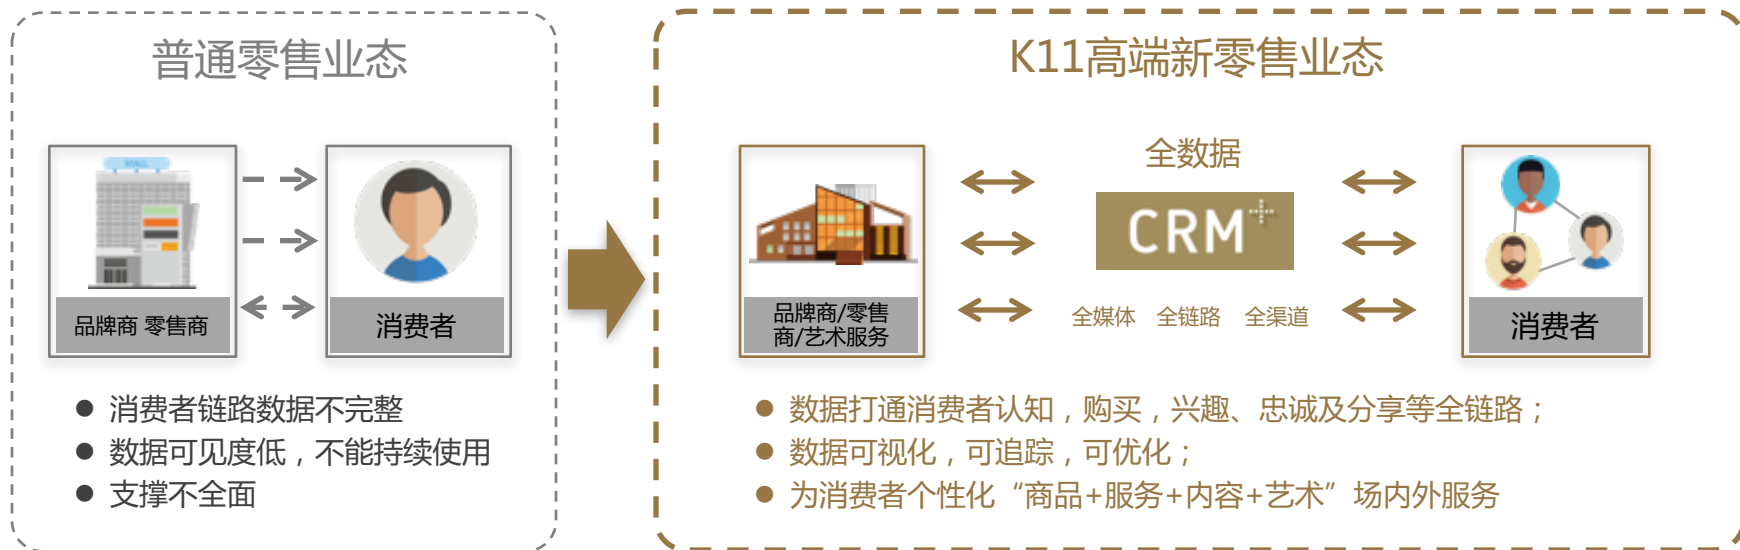 普通零售业态
MALL
品牌商 零售商
消费者
● 消费者链路数据不完整
● 数据可见度低，不能持续使用
● 支撑不全面
K11高端新零售业态
全数据
CRM+
全媒体 全链路 全渠道
品牌商/零售
商/艺术服务
消费者
● 数据打通消费者认知，购买，兴趣、忠诚及分享等全链路；
● 数据可视化，可追踪，可优化；
● 为消费者个性化“商品+服务+内容+艺术”场内外服务